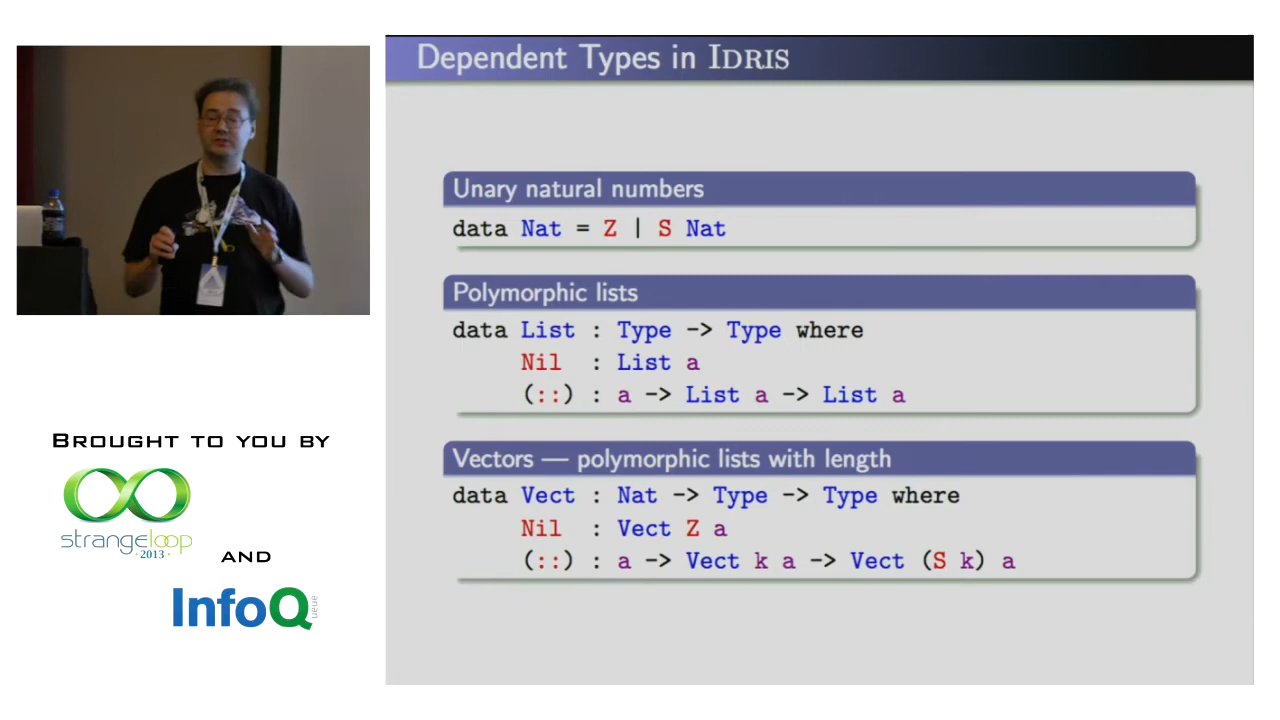 Dependent Types in IDRIS
Unary natural numbers
data Nat = Z | S Nat
Polymorphic lists
data List : Type -> Type where
Nil : List a
(::) : a -> List a -> List a
Vectors — polymorphic lists with length
data Vect : Nat -> Type -> Type where
Nil : Vect Z a
(::) : a -> Vect k a -> Vect (S k) a
BROUGHT TO YOU BY
strangeloop
· 2013 ·
AND
InfoQ
ueue